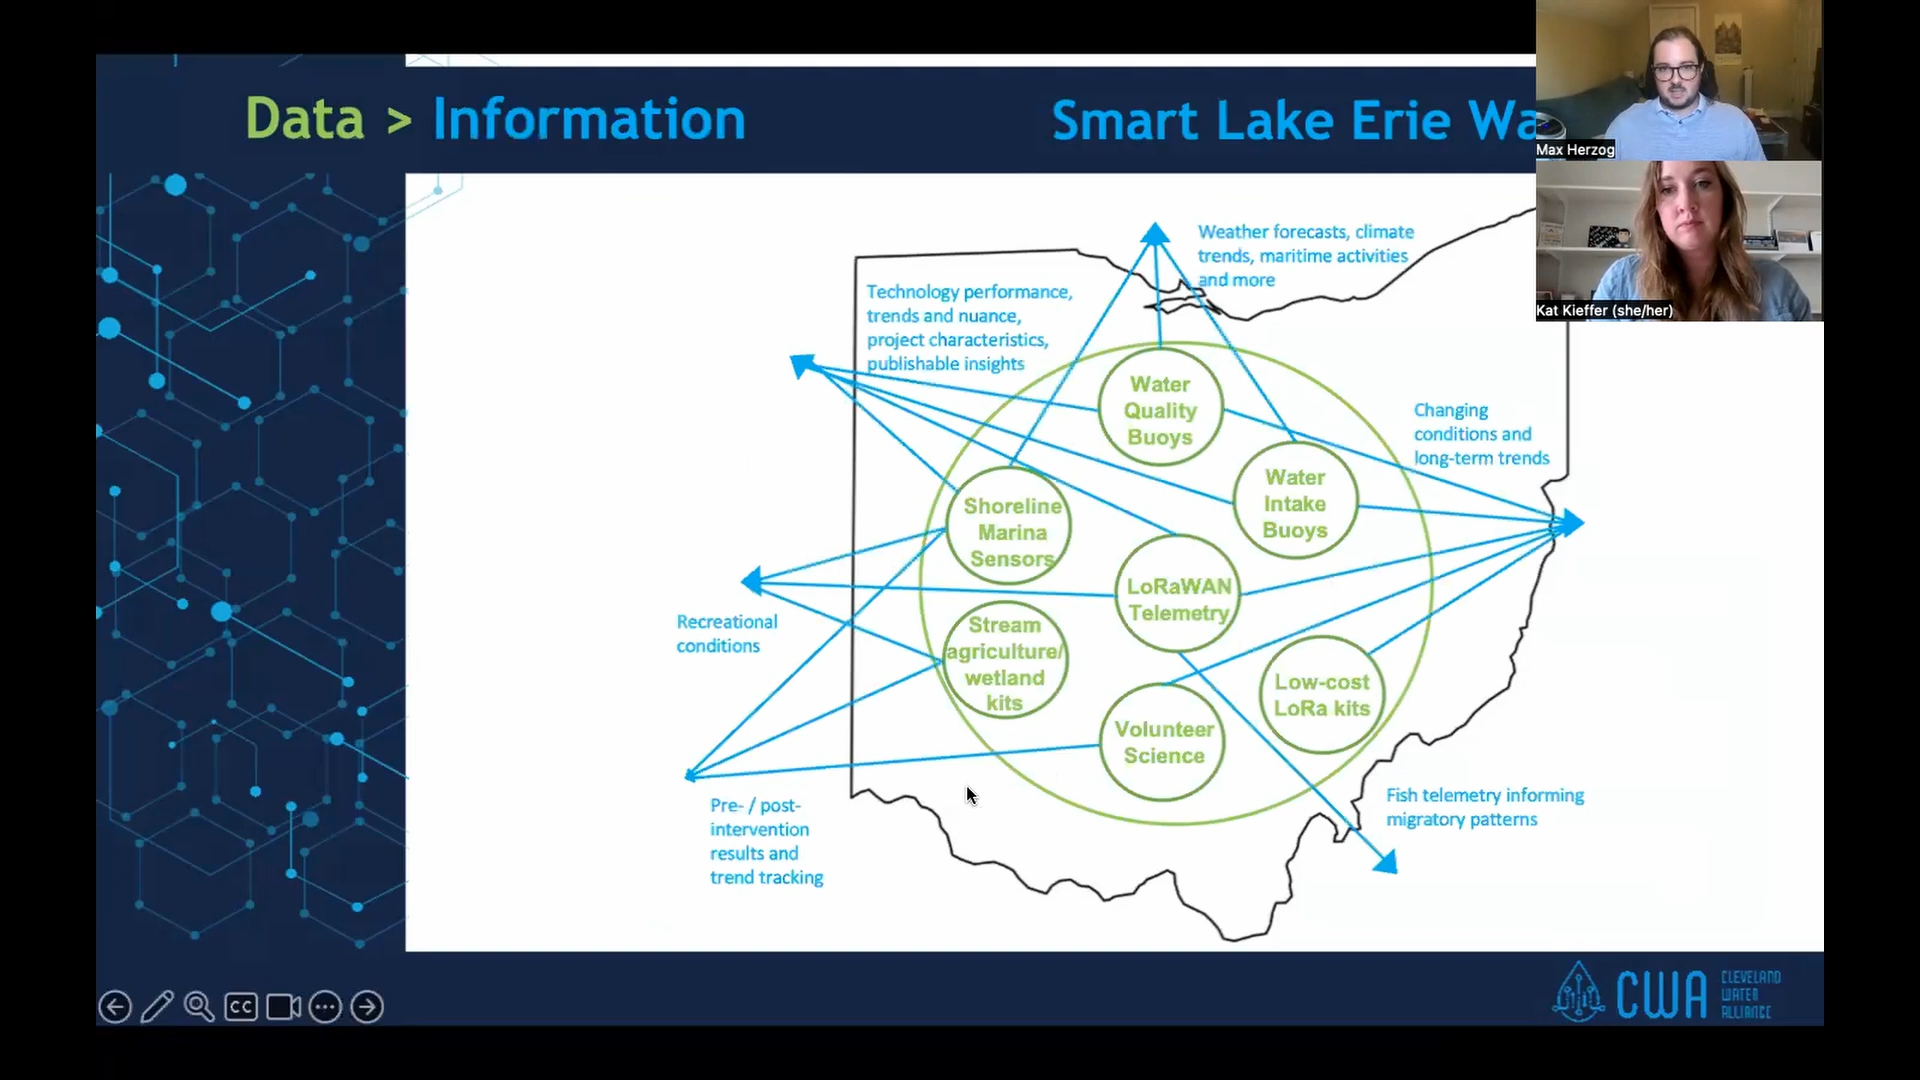 Data > Information
Smart Lake Erie Wa
Max Herzog
Kat Kieffer (she/her)
Weather forecasts, climate
trends, maritime activities
and more
Technology performance,
trends and nuance,
project characteristics,
publishable insights
Water
Quality
Buoys
Changing
conditions and
long-term trends
Water
Intake
Buoys
Shoreline
Marina
Sensors
LoRaWAN
Telemetry
Recreational
conditions
Stream
agriculture/
wetland
kits
Low-cost
LoRa kits
Volunteer
Science
Pre- / post-
intervention
results and
trend tracking
Fish telemetry informing
migratory patterns
CC
CWA
CLEVELAND
WATER
ALLIANCE